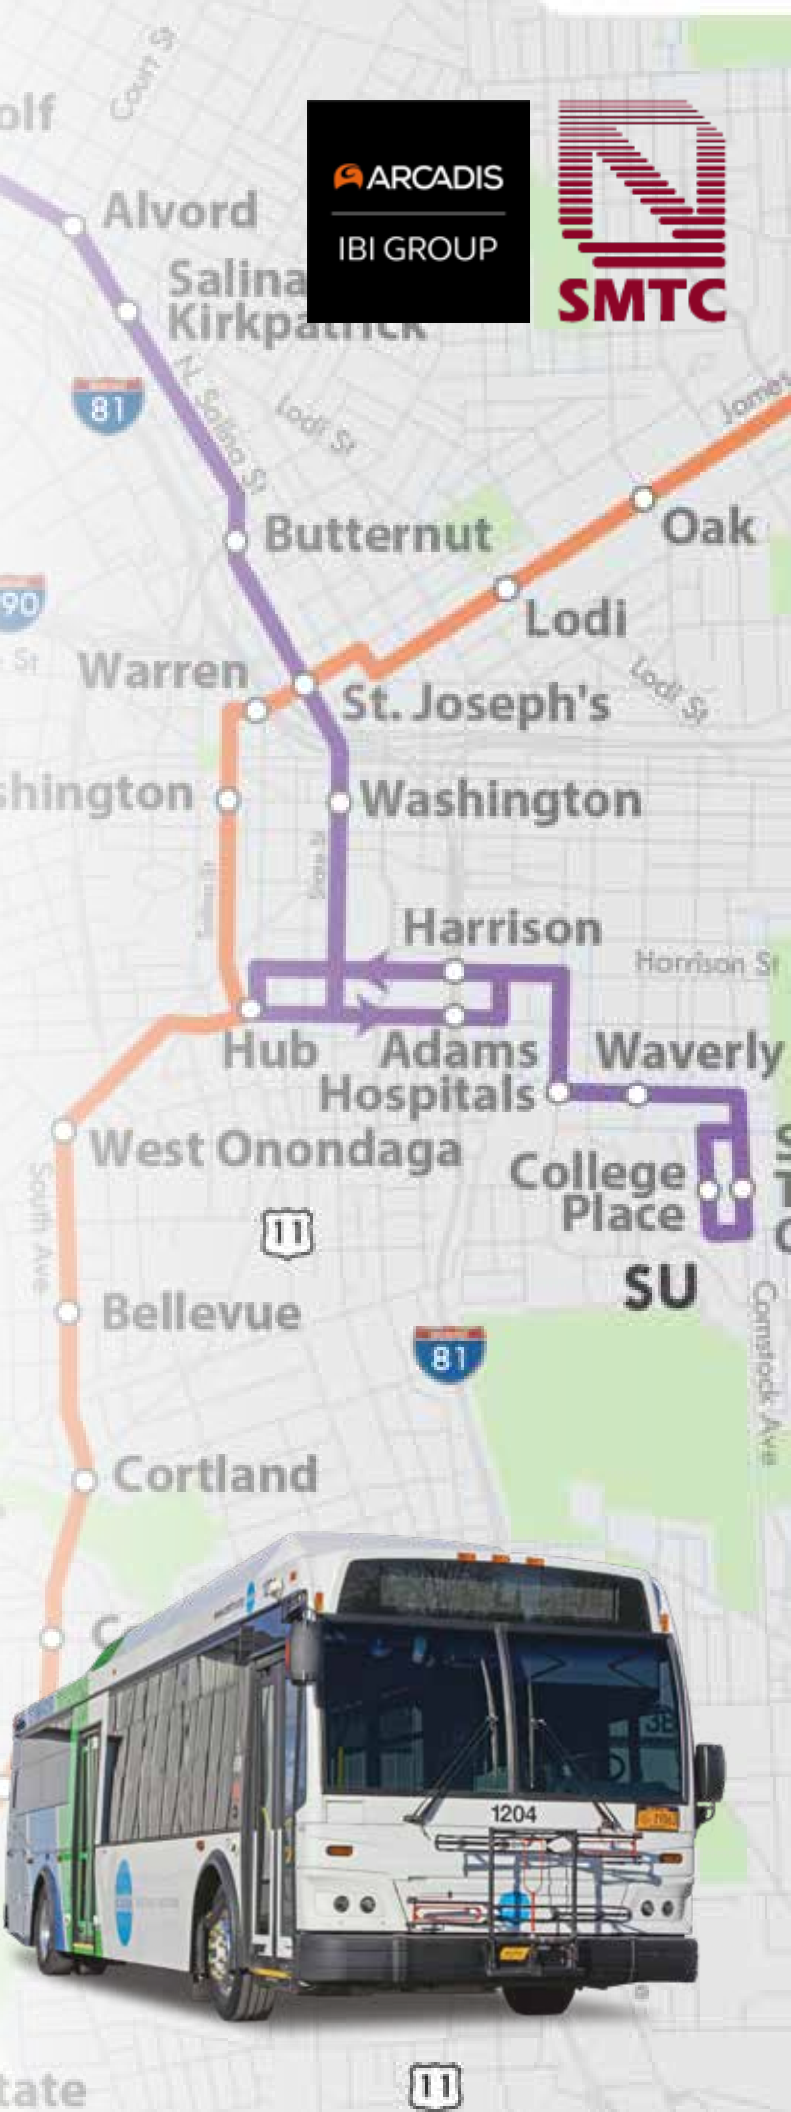 Court St
olf
ARCADIS
IBI GROUP
SMTC
Alvord
Salina
Kirkpatrick
81
N. Salina St
Lodi St
James
Oak
Butternut
90
Lodi
St
Warren
Lodi St
St. Joseph's
shington
Washington
State St
Harrison
Harrison St
Hub
Adams
Waverly
Hospitals
West Onondaga
College
Place
South Ave
11
SU
Bellevue
81
Comstock Ave
Cortland
C
1204
tate
11